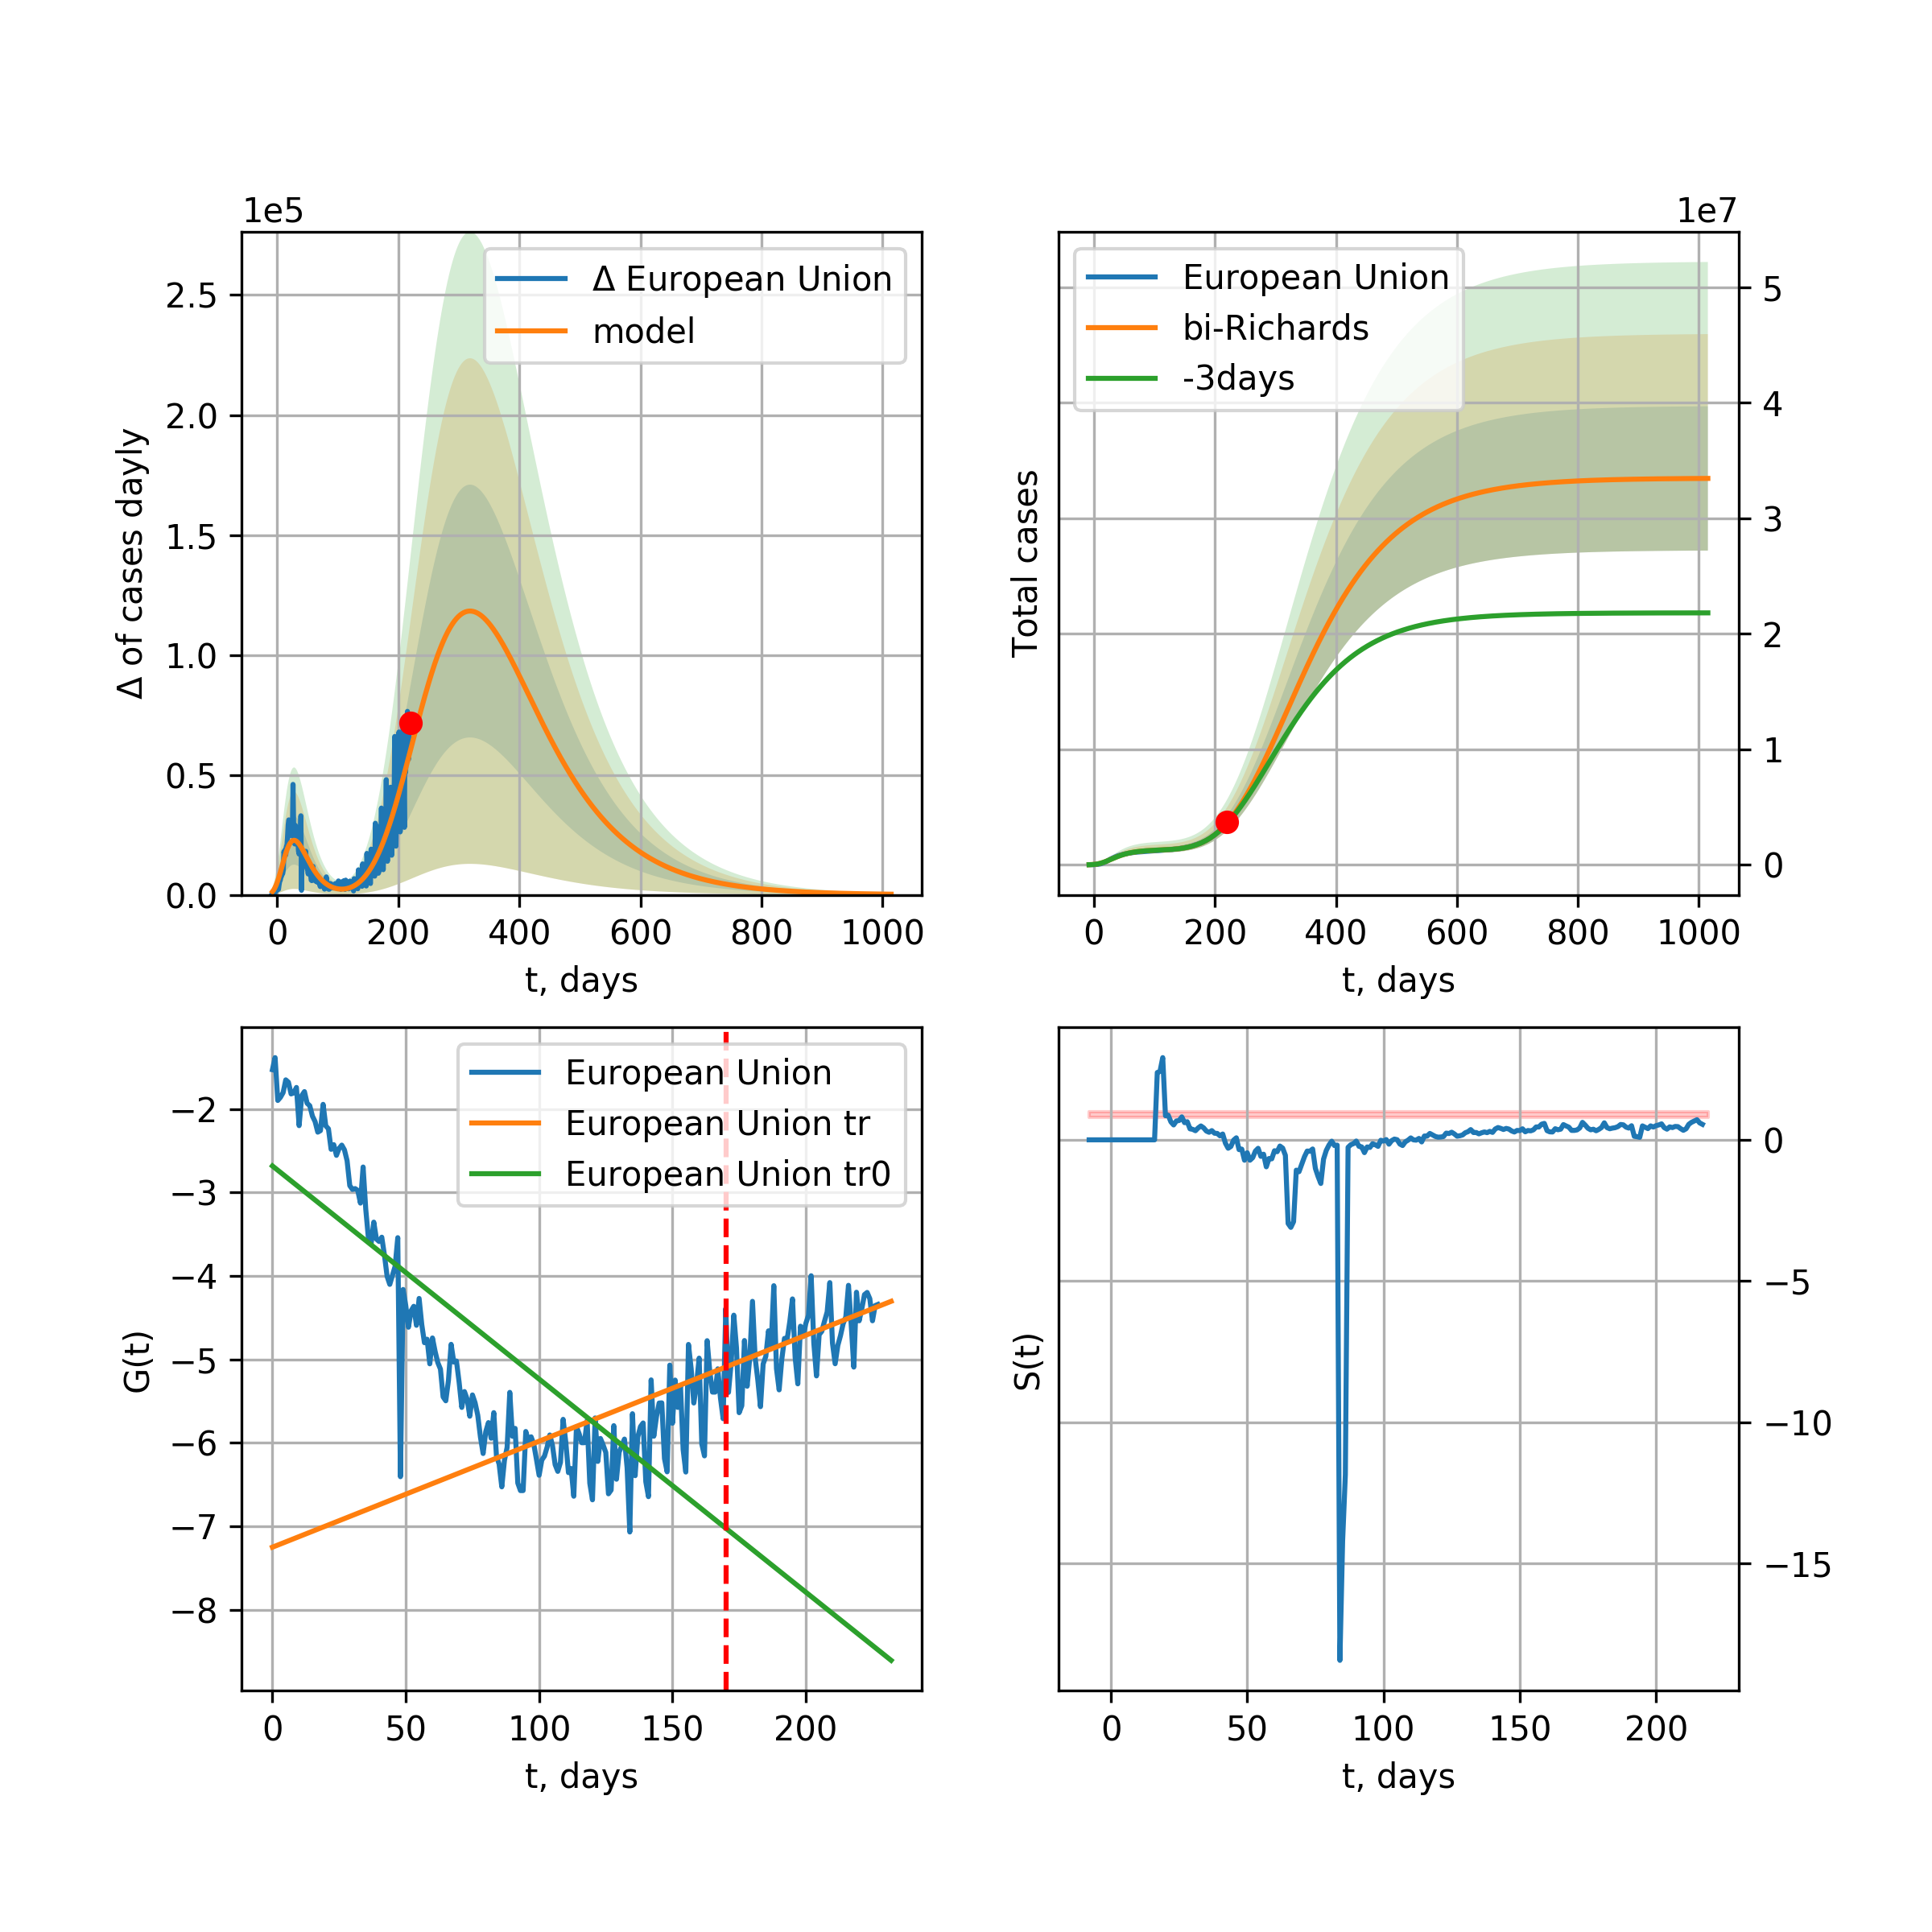 1e5
Δ of cases dayly
2.5
2.0
1.5
1.0
0.5
0.0
Δ European Union
model
0 200 400 600 800 1000
t, days
1e7
Total cases
European Union
bi-Richards
-3days
5
4
3
2
1
0
0 200 400 600 800 1000
t, days
G(t)
−2
−3
−4
−5
−6
−7
−8
European Union
European Union tr
European Union tr0
0 50 100 150 200
t, days
S(t)
0
−5
−10
−15
0 50 100 150 200
t, days